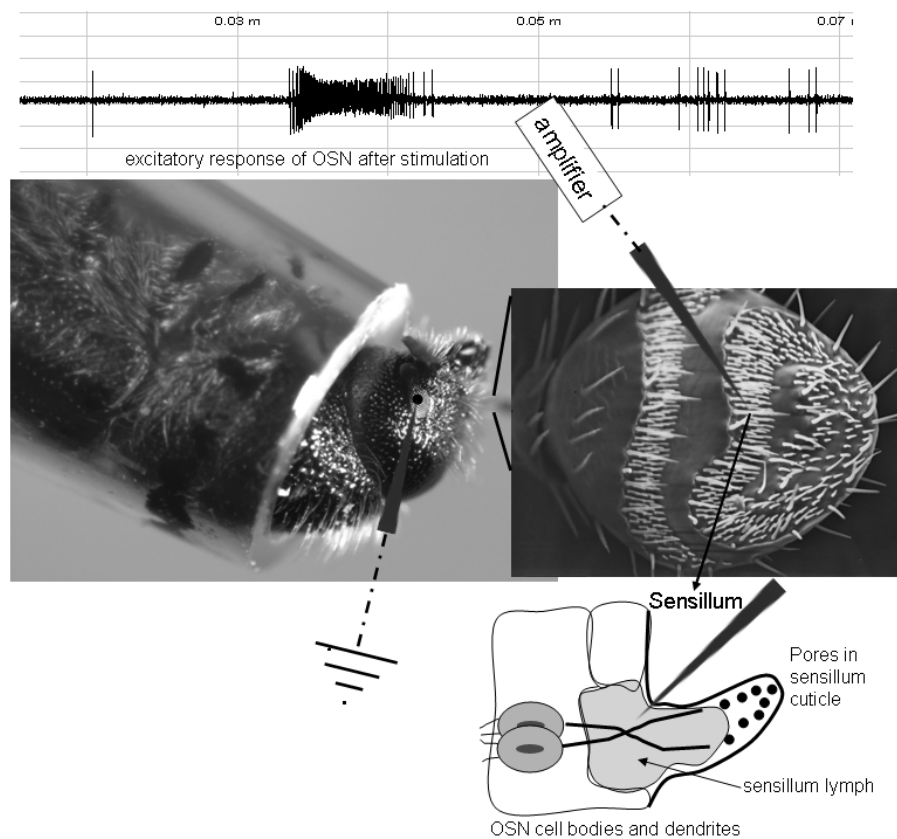 0.03 m
0.05 m
0.07
excitatory response of OSN after stimulation
amplifier
Sensillum
Pores in
sensillum
cuticle
sensillum lymph
OSN cell bodies and dendrites